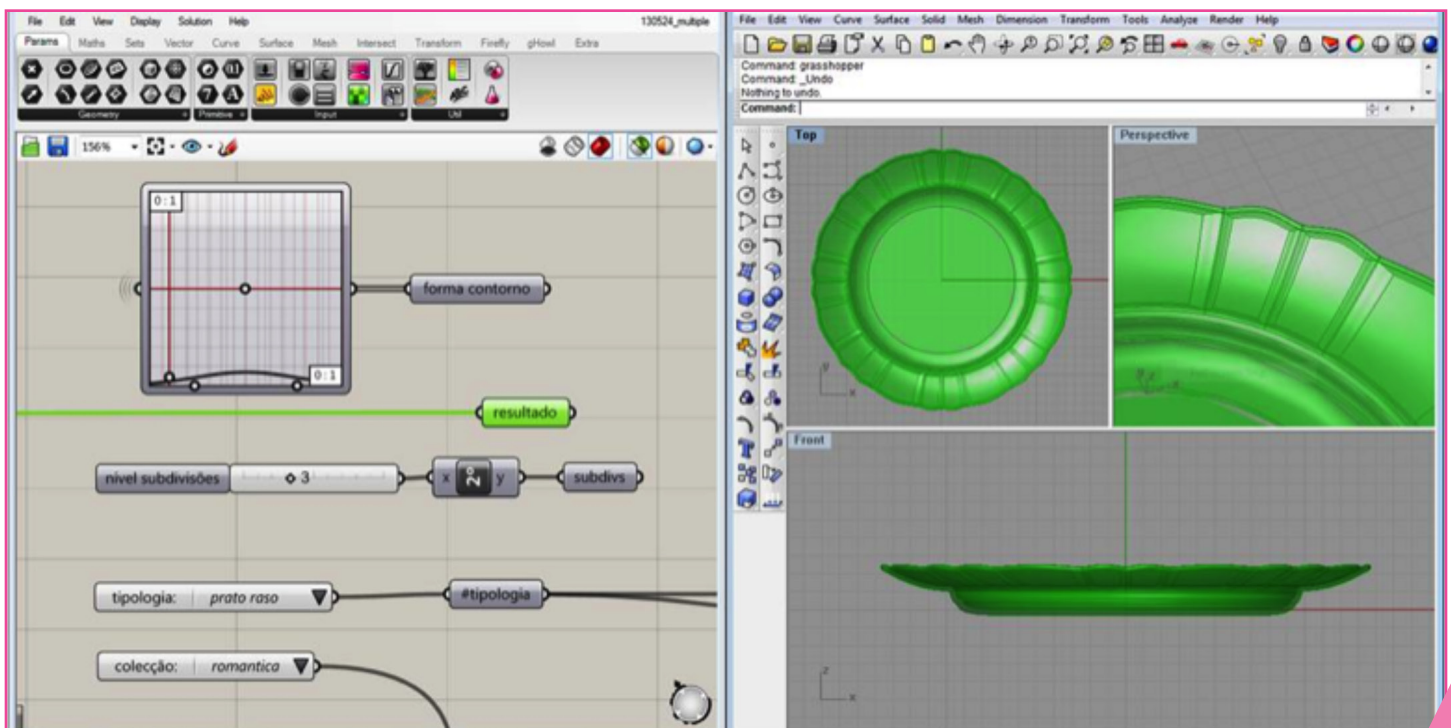 File Edit View Display Solution Help
130524_multiple
Params Maths Sets Vector Curve Surface Mesh Intersect Transform Firefly gHowl Extra
Geometry Primitive Input Util
156%
0:1
0:1
forma contorno
resultado
nível subdivisões 3
x 2ⁿ y
subdivs
tipologia: prato raso
#tipologia
colecção: romantica
File Edit View Curve Surface Solid Mesh Dimension Transform Tools Analyze Render Help
Command: grasshopper
Command: _Undo
Nothing to undo.
Command:
Top
Perspective
y
x
z
y
x
Front
z
x